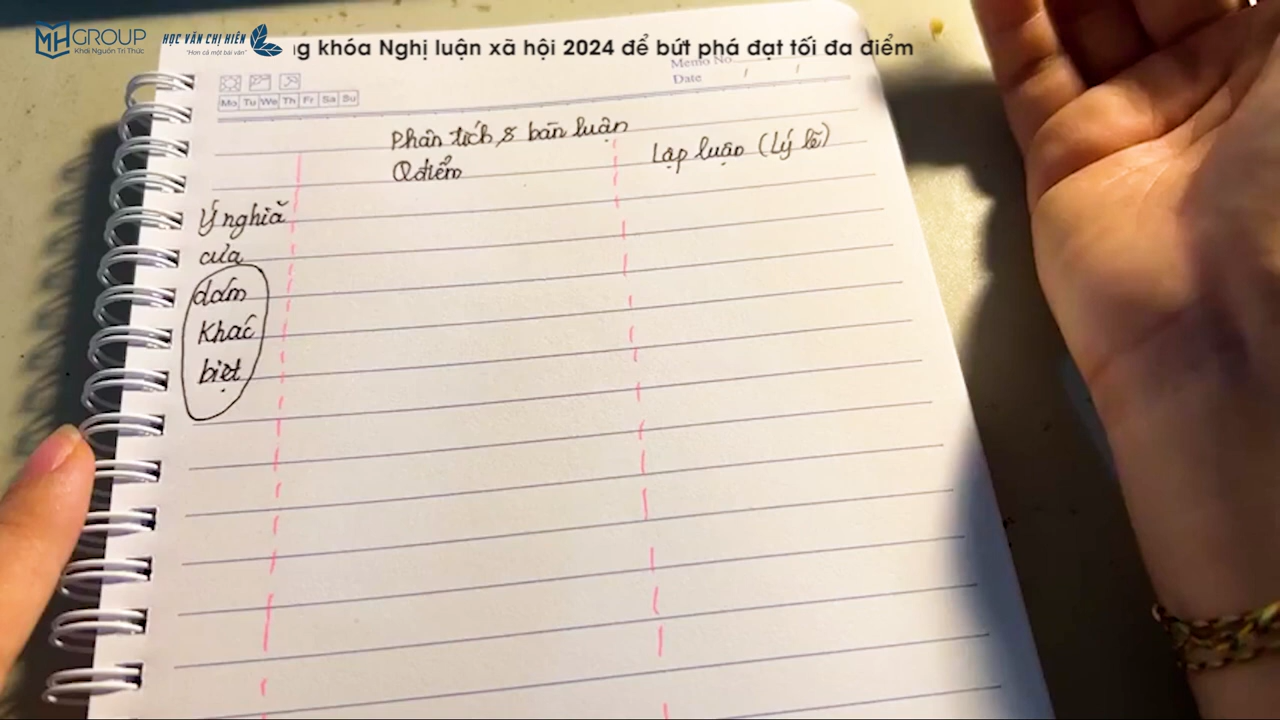 MH GROUP
Khơi Nguồn Tri Thức
HỌC VĂN CHỊ HIÊN
"Hơn cả một bài văn"
ng khóa Nghị luận xã hội 2024 để bứt phá đạt tối đa điểm
Memo No.
Date / /
Mo Tu We Th Fr Sa Su
Phân tích & bàn luận
Qđiểm
Lập luận (Lý lẽ)
Ý nghĩa
của
dám
khác
biệt